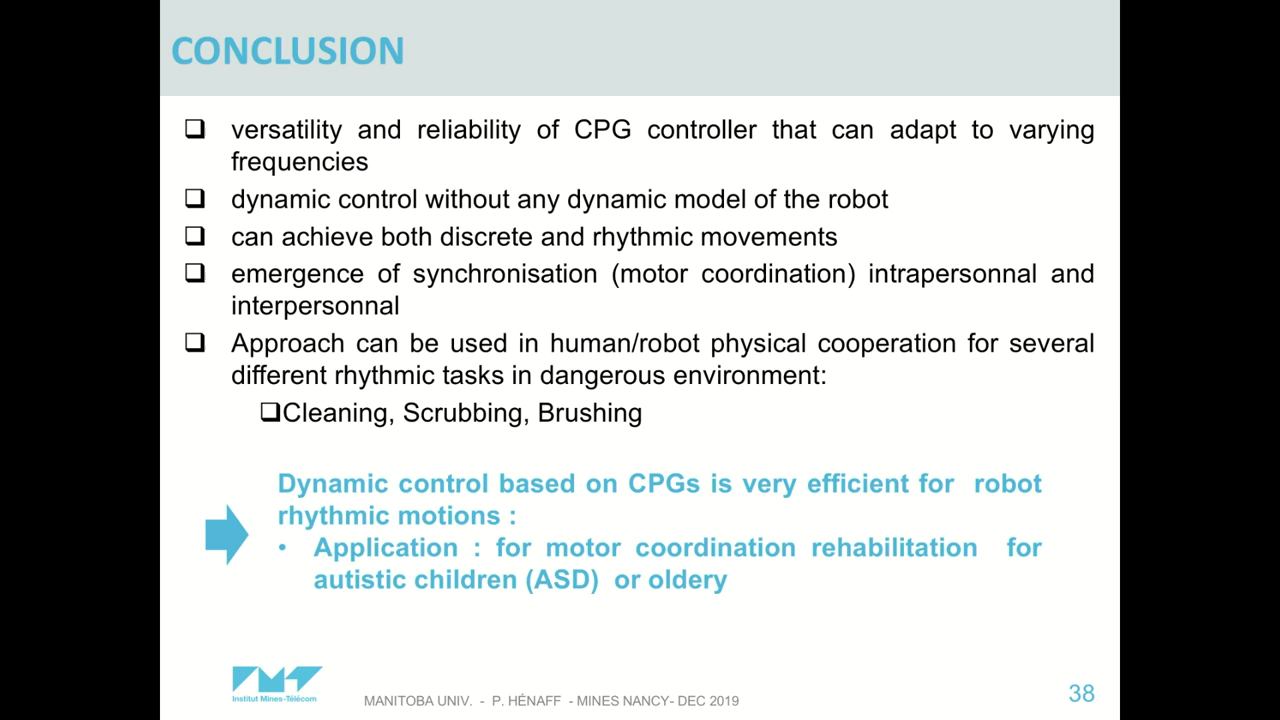 CONCLUSION
versatility and reliability of CPG controller that can adapt to varying
frequencies
dynamic control without any dynamic model of the robot
can achieve both discrete and rhythmic movements
emergence of synchronisation (motor coordination) intrapersonnal and
interpersonnal
Approach can be used in human/robot physical cooperation for several
different rhythmic tasks in dangerous environment:
Cleaning, Scrubbing, Brushing
Dynamic control based on CPGs is very efficient for robot
rhythmic motions :
• Application : for motor coordination rehabilitation for
autistic children (ASD) or oldery
Institut Mines-Télécom
MANITOBA UNIV. - P. HÉNAFF - MINES NANCY- DEC 2019
38